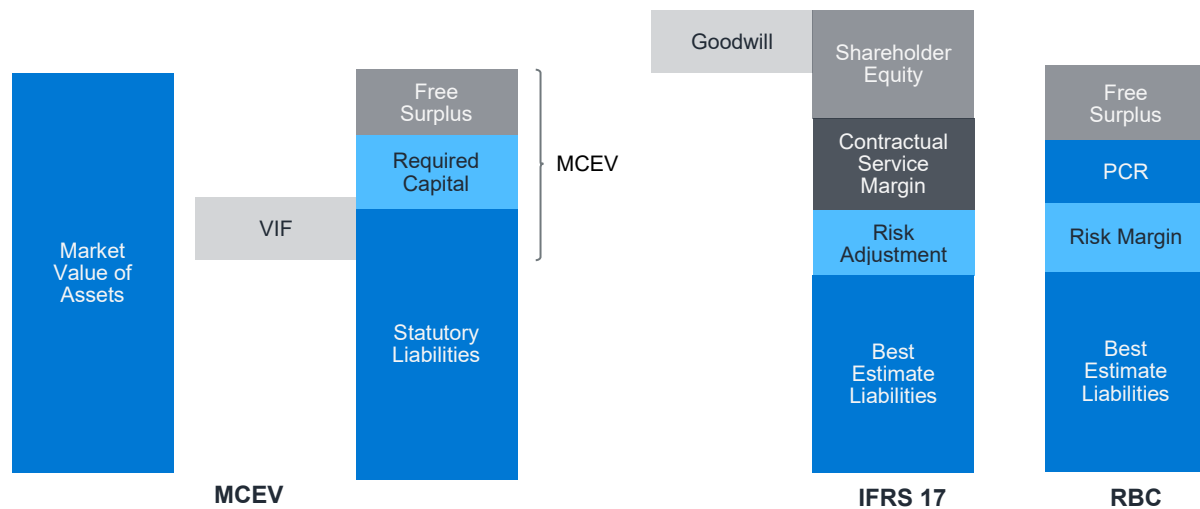 Market
Value of
Assets
VIF
Free
Surplus
Required
Capital
Statutory
Liabilities
MCEV
MCEV
Goodwill
Shareholder
Equity
Contractual
Service
Margin
Risk
Adjustment
Best
Estimate
Liabilities
IFRS 17
Free
Surplus
PCR
Risk Margin
Best
Estimate
Liabilities
RBC